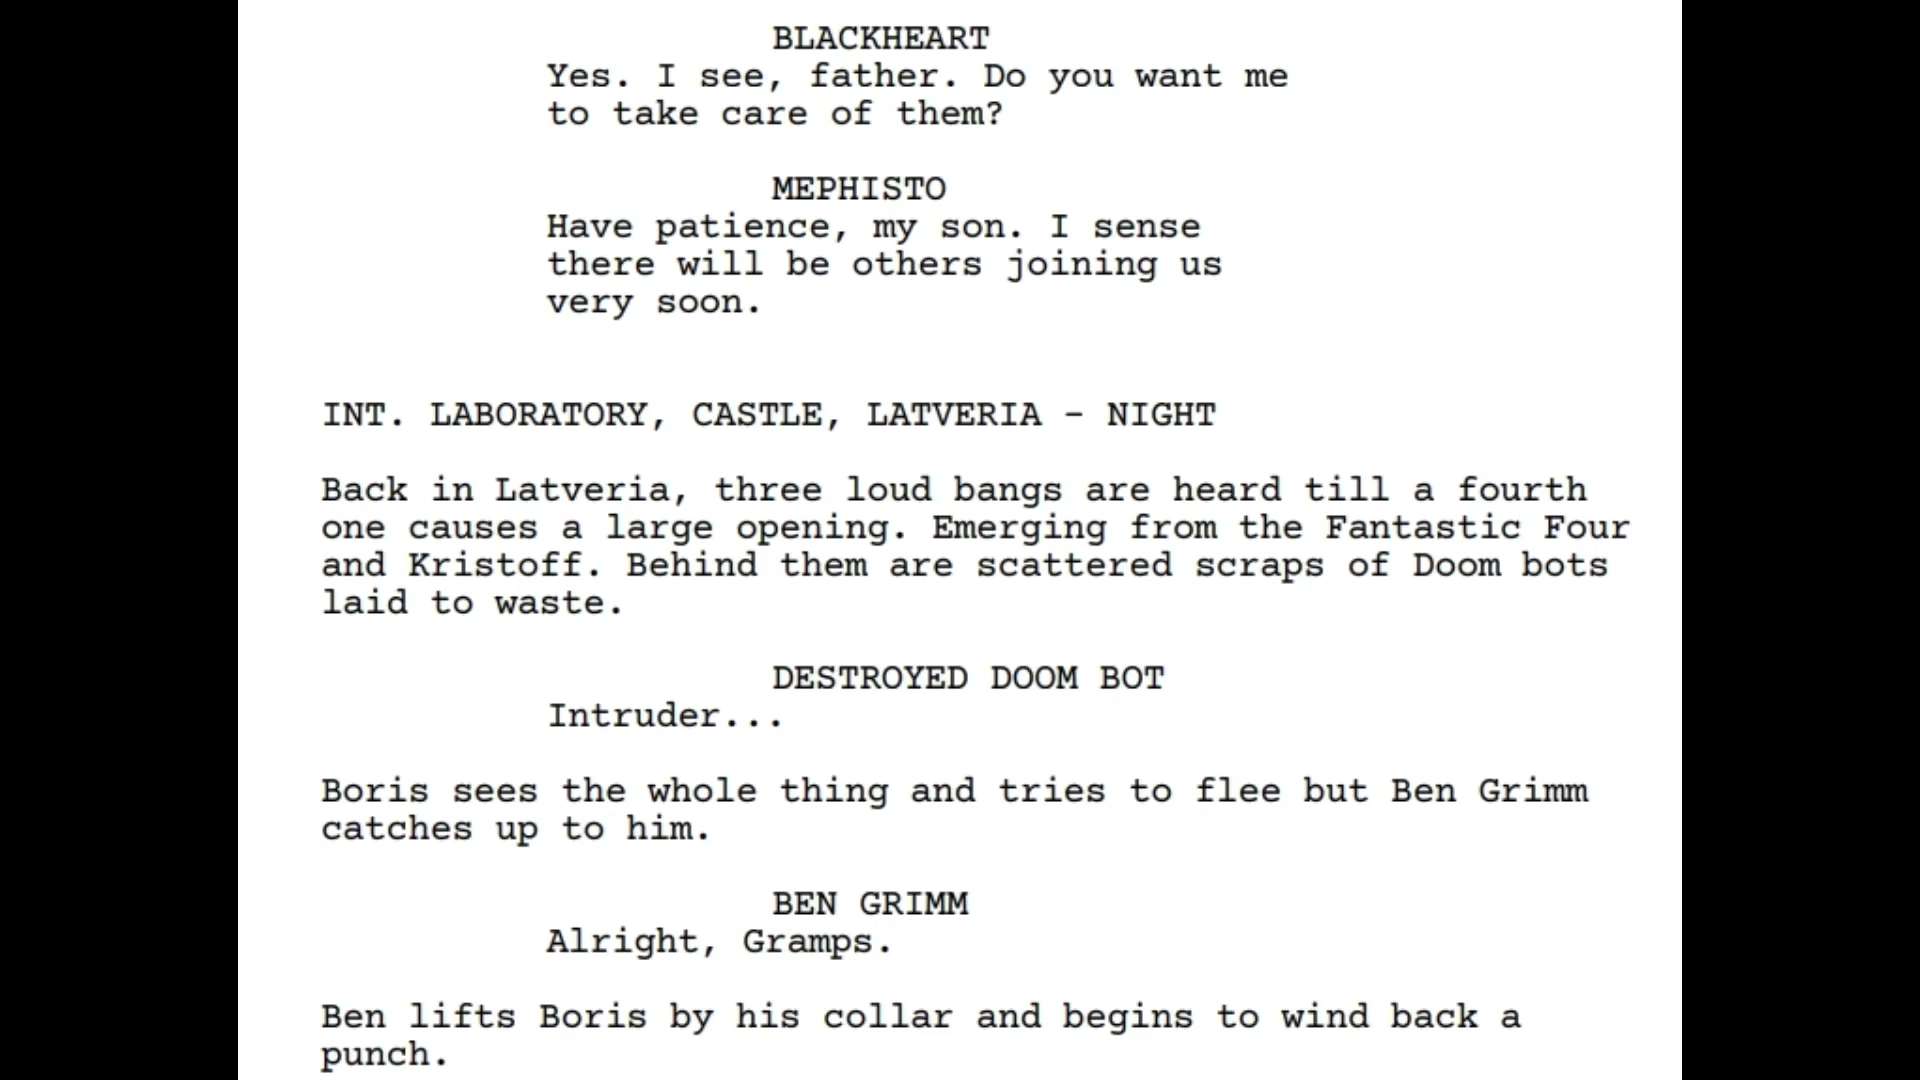 BLACKHEART
Yes. I see, father. Do you want me
to take care of them?
MEPHISTO
Have patience, my son. I sense
there will be others joining us
very soon.
INT. LABORATORY, CASTLE, LATVERIA - NIGHT
Back in Latveria, three loud bangs are heard till a fourth
one causes a large opening. Emerging from the Fantastic Four
and Kristoff. Behind them are scattered scraps of Doom bots
laid to waste.
DESTROYED DOOM BOT
Intruder...
Boris sees the whole thing and tries to flee but Ben Grimm
catches up to him.
BEN GRIMM
Alright, Gramps.
Ben lifts Boris by his collar and begins to wind back a
punch.